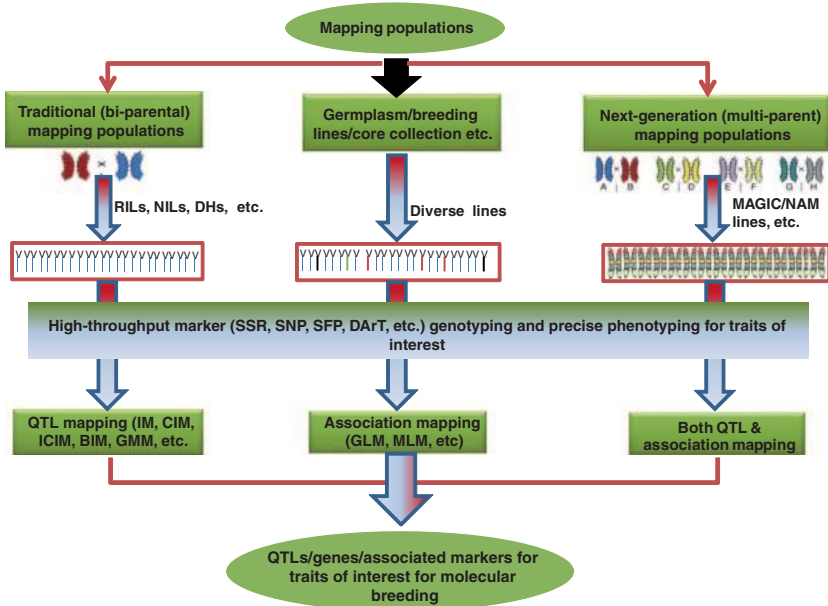 Mapping populations
Traditional (bi-parental)
mapping populations
Germplasm/breeding
lines/core collection etc.
Next-generation (multi-parent)
mapping populations
×
A | B C | D E | F G | H
RILs, NILs, DHs, etc.
Diverse lines
MAGIC/NAM
lines, etc.
High-throughput marker (SSR, SNP, SFP, DArT, etc.) genotyping and precise phenotyping for traits of
interest
QTL mapping (IM, CIM,
ICIM, BIM, GMM, etc.
Association mapping
(GLM, MLM, etc)
Both QTL &
association mapping
QTLs/genes/associated markers for
traits of interest for molecular
breeding